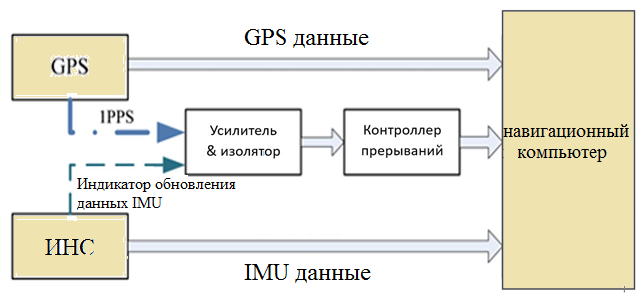 GPS данные
GPS
1PPS
Усилитель
& изолятор
Контроллер
прерываний
навигационный
компьютер
Индикатор обновления
данных IMU
ИНС
IMU данные